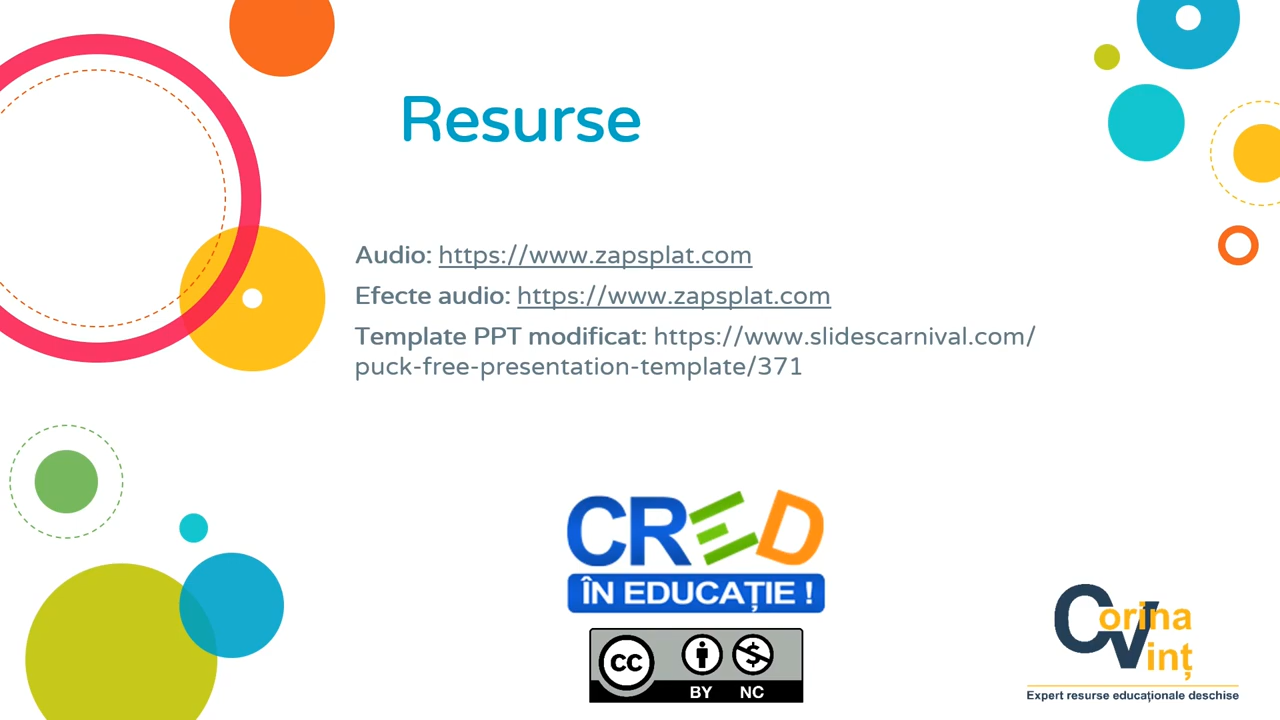 Resurse
Audio: https://www.zapsplat.com
Efecte audio: https://www.zapsplat.com
Template PPT modificat: https://www.slidescarnival.com/
puck-free-presentation-template/371
CRED
ÎN EDUCAȚIE !
CC BY NC
Corina
Vinț
Expert resurse educaționale deschise